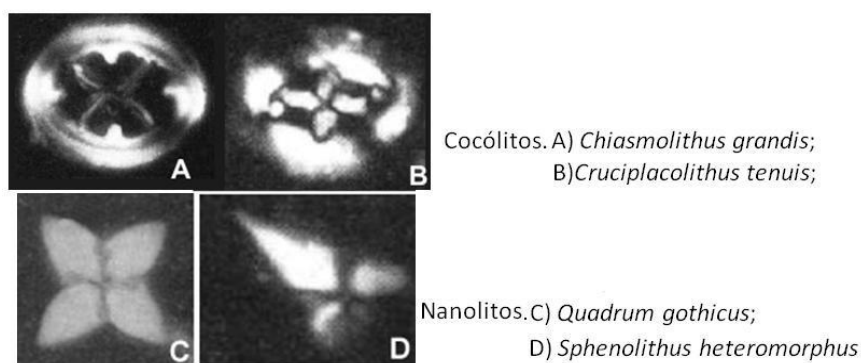 A
B
Cocólitos. A) Chiasmolithus grandis;
B)Cruciplacolithus tenuis;
C
D
Nanolitos.C) Quadrum gothicus;
D) Sphenolithus heteromorphus